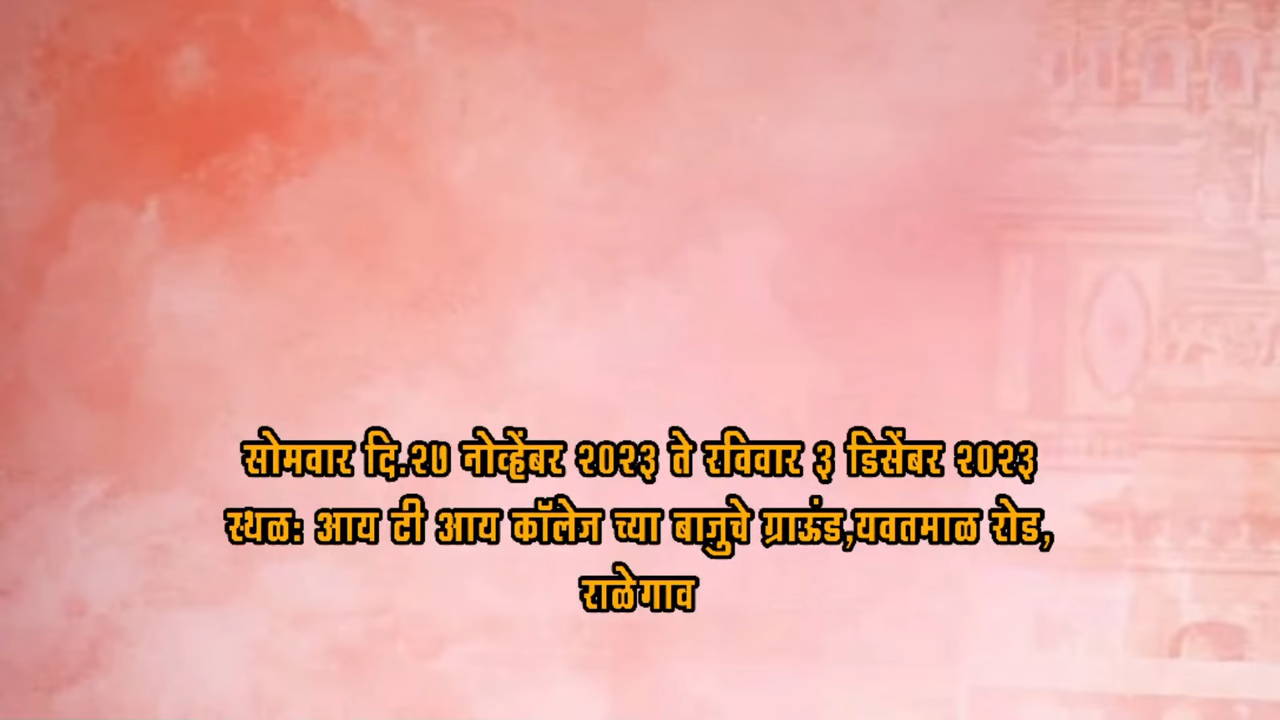 सोमवार दि.२७ नोव्हेंबर २०२३ ते रविवार ३ डिसेंबर २०२३
स्थळः आय टी आय कॉलेज च्या बाजुचे ग्राऊंड,यवतमाळ रोड,
राळेगाव